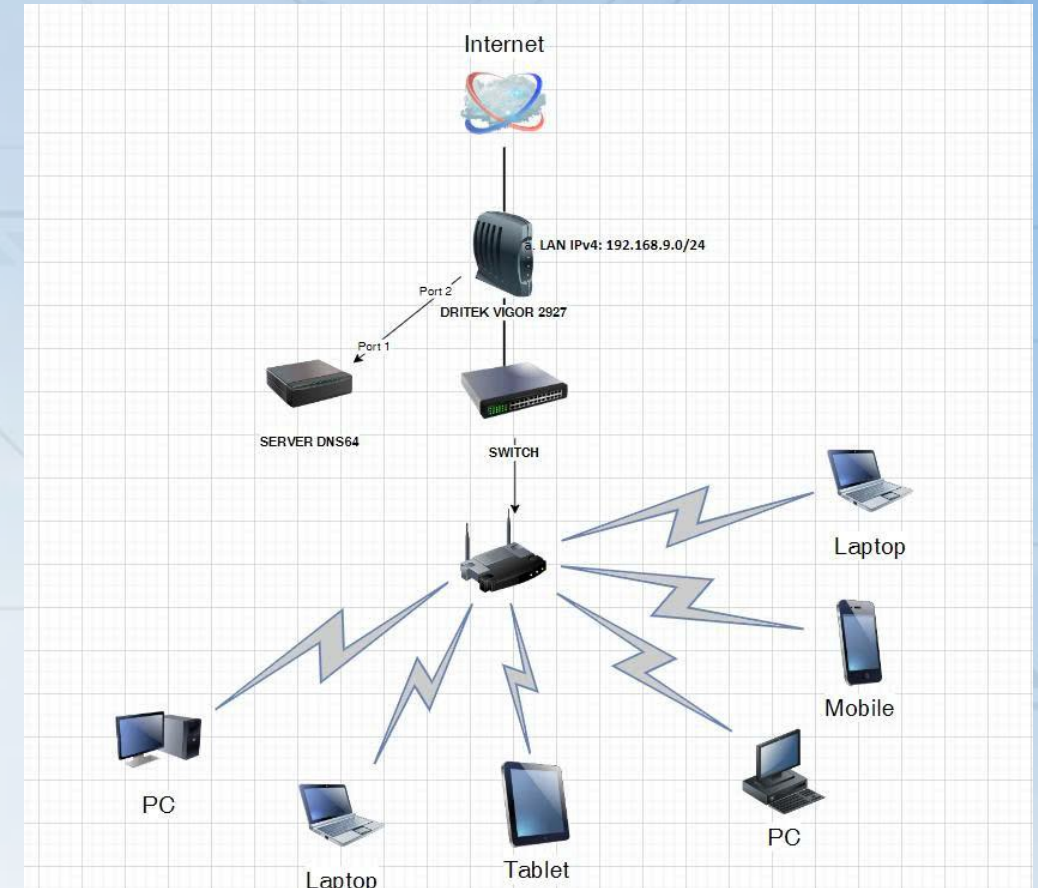 Internet
a. LAN IPv4: 192.168.9.0/24
Port 2
DRITEK VIGOR 2927
Port 1
SERVER DNS64
SWITCH
Laptop
Mobile
PC
PC
Tablet
Laptop